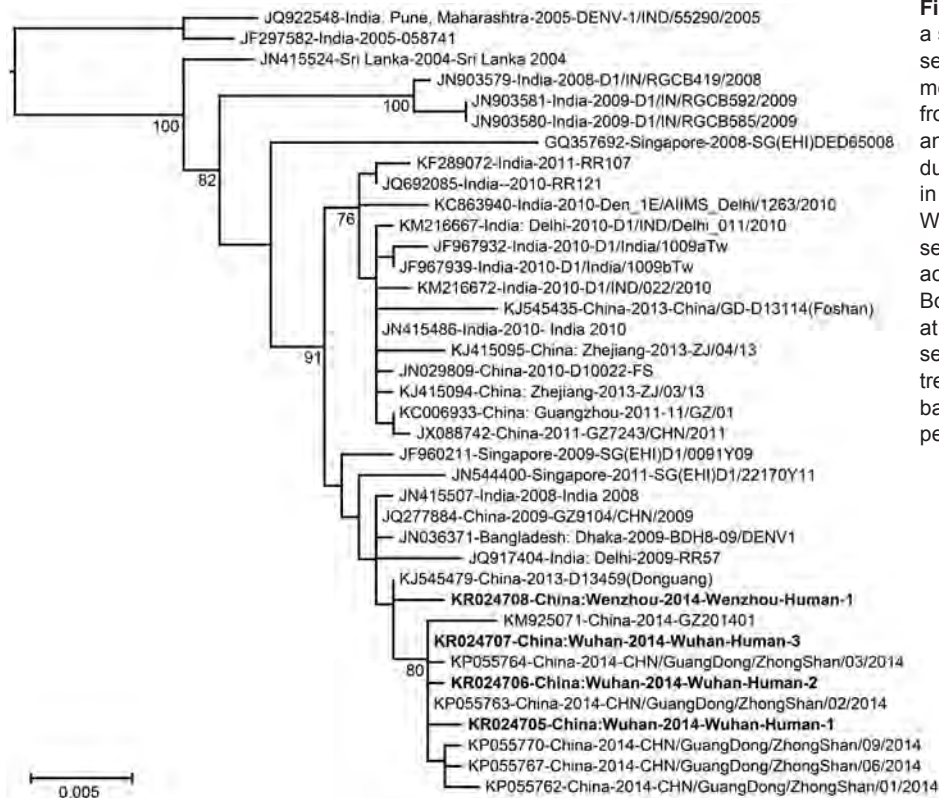 JQ922548-India: Pune, Maharashtra-2005-DENV-1/IND/55290/2005
JF297582-India-2005-058741
JN415524-Sri Lanka-2004-Sri Lanka 2004
JN903579-India-2008-D1/IN/RGCB419/2008
100
JN903581-India-2009-D1/IN/RGCB592/2009
JN903580-India-2009-D1/IN/RGCB585/2009
100
GQ357692-Singapore-2008-SG(EHI)DED65008
KF289072-India-2011-RR107
82
JQ692085-India--2010-RR121
KC863940-India-2010-Den_1E/AIIMS_Delhi/1263/2010
76
KM216667-India: Delhi-2010-D1/IND/Delhi_011/2010
JF967932-India-2010-D1/India/1009aTw
JF967939-India-2010-D1/India/1009bTw
KM216672-India-2010-D1/IND/022/2010
KJ545435-China-2013-China/GD-D13114(Foshan)
JN415486-India-2010- India 2010
KJ415095-China: Zhejiang-2013-ZJ/04/13
91
JN029809-China-2010-D10022-FS
KJ415094-China: Zhejiang-2013-ZJ/03/13
KC006933-China: Guangzhou-2011-11/GZ/01
JX088742-China-2011-GZ7243/CHN/2011
JF960211-Singapore-2009-SG(EHI)D1/0091Y09
JN544400-Singapore-2011-SG(EHI)D1/22170Y11
JN415507-India-2008-India 2008
JQ277884-China-2009-GZ9104/CHN/2009
JN036371-Bangladesh: Dhaka-2009-BDH8-09/DENV1
JQ917404-India: Delhi-2009-RR57
KJ545479-China-2013-D13459(Donguang)
KR024708-China:Wenzhou-2014-Wenzhou-Human-1
KM925071-China-2014-GZ201401
KR024707-China:Wuhan-2014-Wuhan-Human-3
80
KP055764-China-2014-CHN/GuangDong/ZhongShan/03/2014
KR024706-China:Wuhan-2014-Wuhan-Human-2
KP055763-China-2014-CHN/GuangDong/ZhongShan/02/2014
KR024705-China:Wuhan-2014-Wuhan-Human-1
KP055770-China-2014-CHN/GuangDong/ZhongShan/09/2014
KP055767-China-2014-CHN/GuangDong/ZhongShan/06/2014
KP055762-China-2014-CHN/GuangDong/ZhongShan/01/2014
0.005